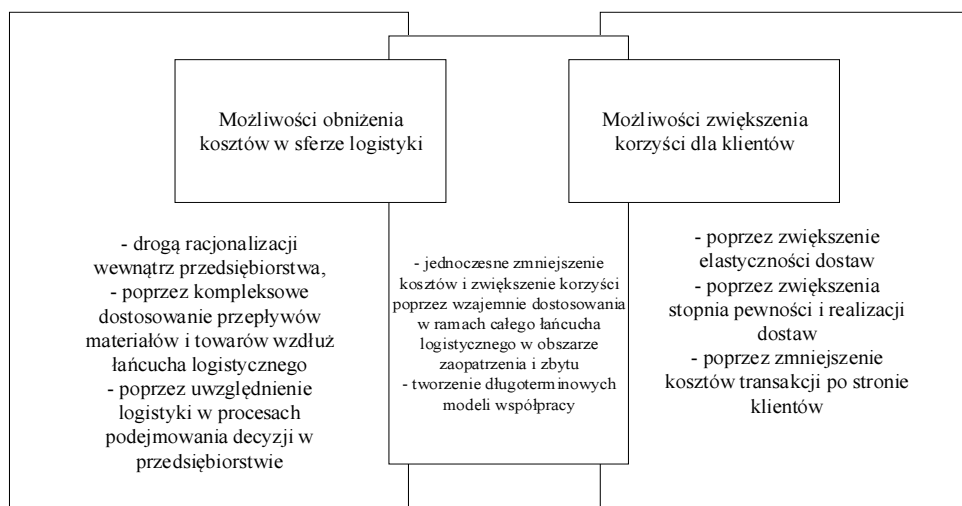 Możliwości obniżenia
kosztów w sferze logistyki
- drogą racjonalizacji
wewnątrz przedsiębiorstwa,
- poprzez kompleksowe
dostosowanie przepływów
materiałów i towarów wzdłuż
łańcucha logistycznego
- poprzez uwzględnienie
logistyki w procesach
podejmowania decyzji w
przedsiębiorstwie
- jednoczesne zmniejszenie
kosztów i zwiększenie korzyści
poprzez wzajemnie dostosowania
w ramach całego łańcucha
logistycznego w obszarze
zaopatrzenia i zbytu
- tworzenie długoterminowych
modeli współpracy
Możliwości zwiększenia
korzyści dla klientów
- poprzez zwiększenie
elastyczności dostaw
- poprzez zwiększenia
stopnia pewności i realizacji
dostaw
- poprzez zmniejszenie
kosztów transakcji po stronie
klientów